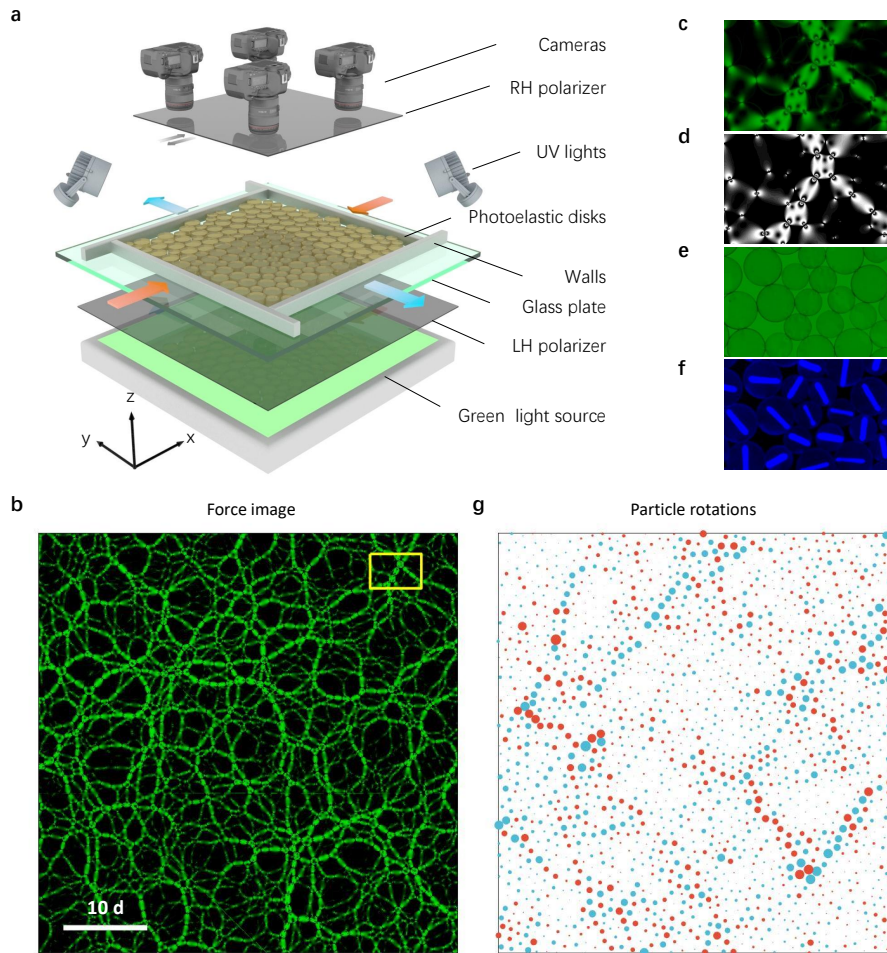 a
Cameras
RH polarizer
UV lights
Photoelastic disks
Walls
Glass plate
LH polarizer
Green light source
z
y
x
c
d
e
f
b
Force image
10 d
g
Particle rotations